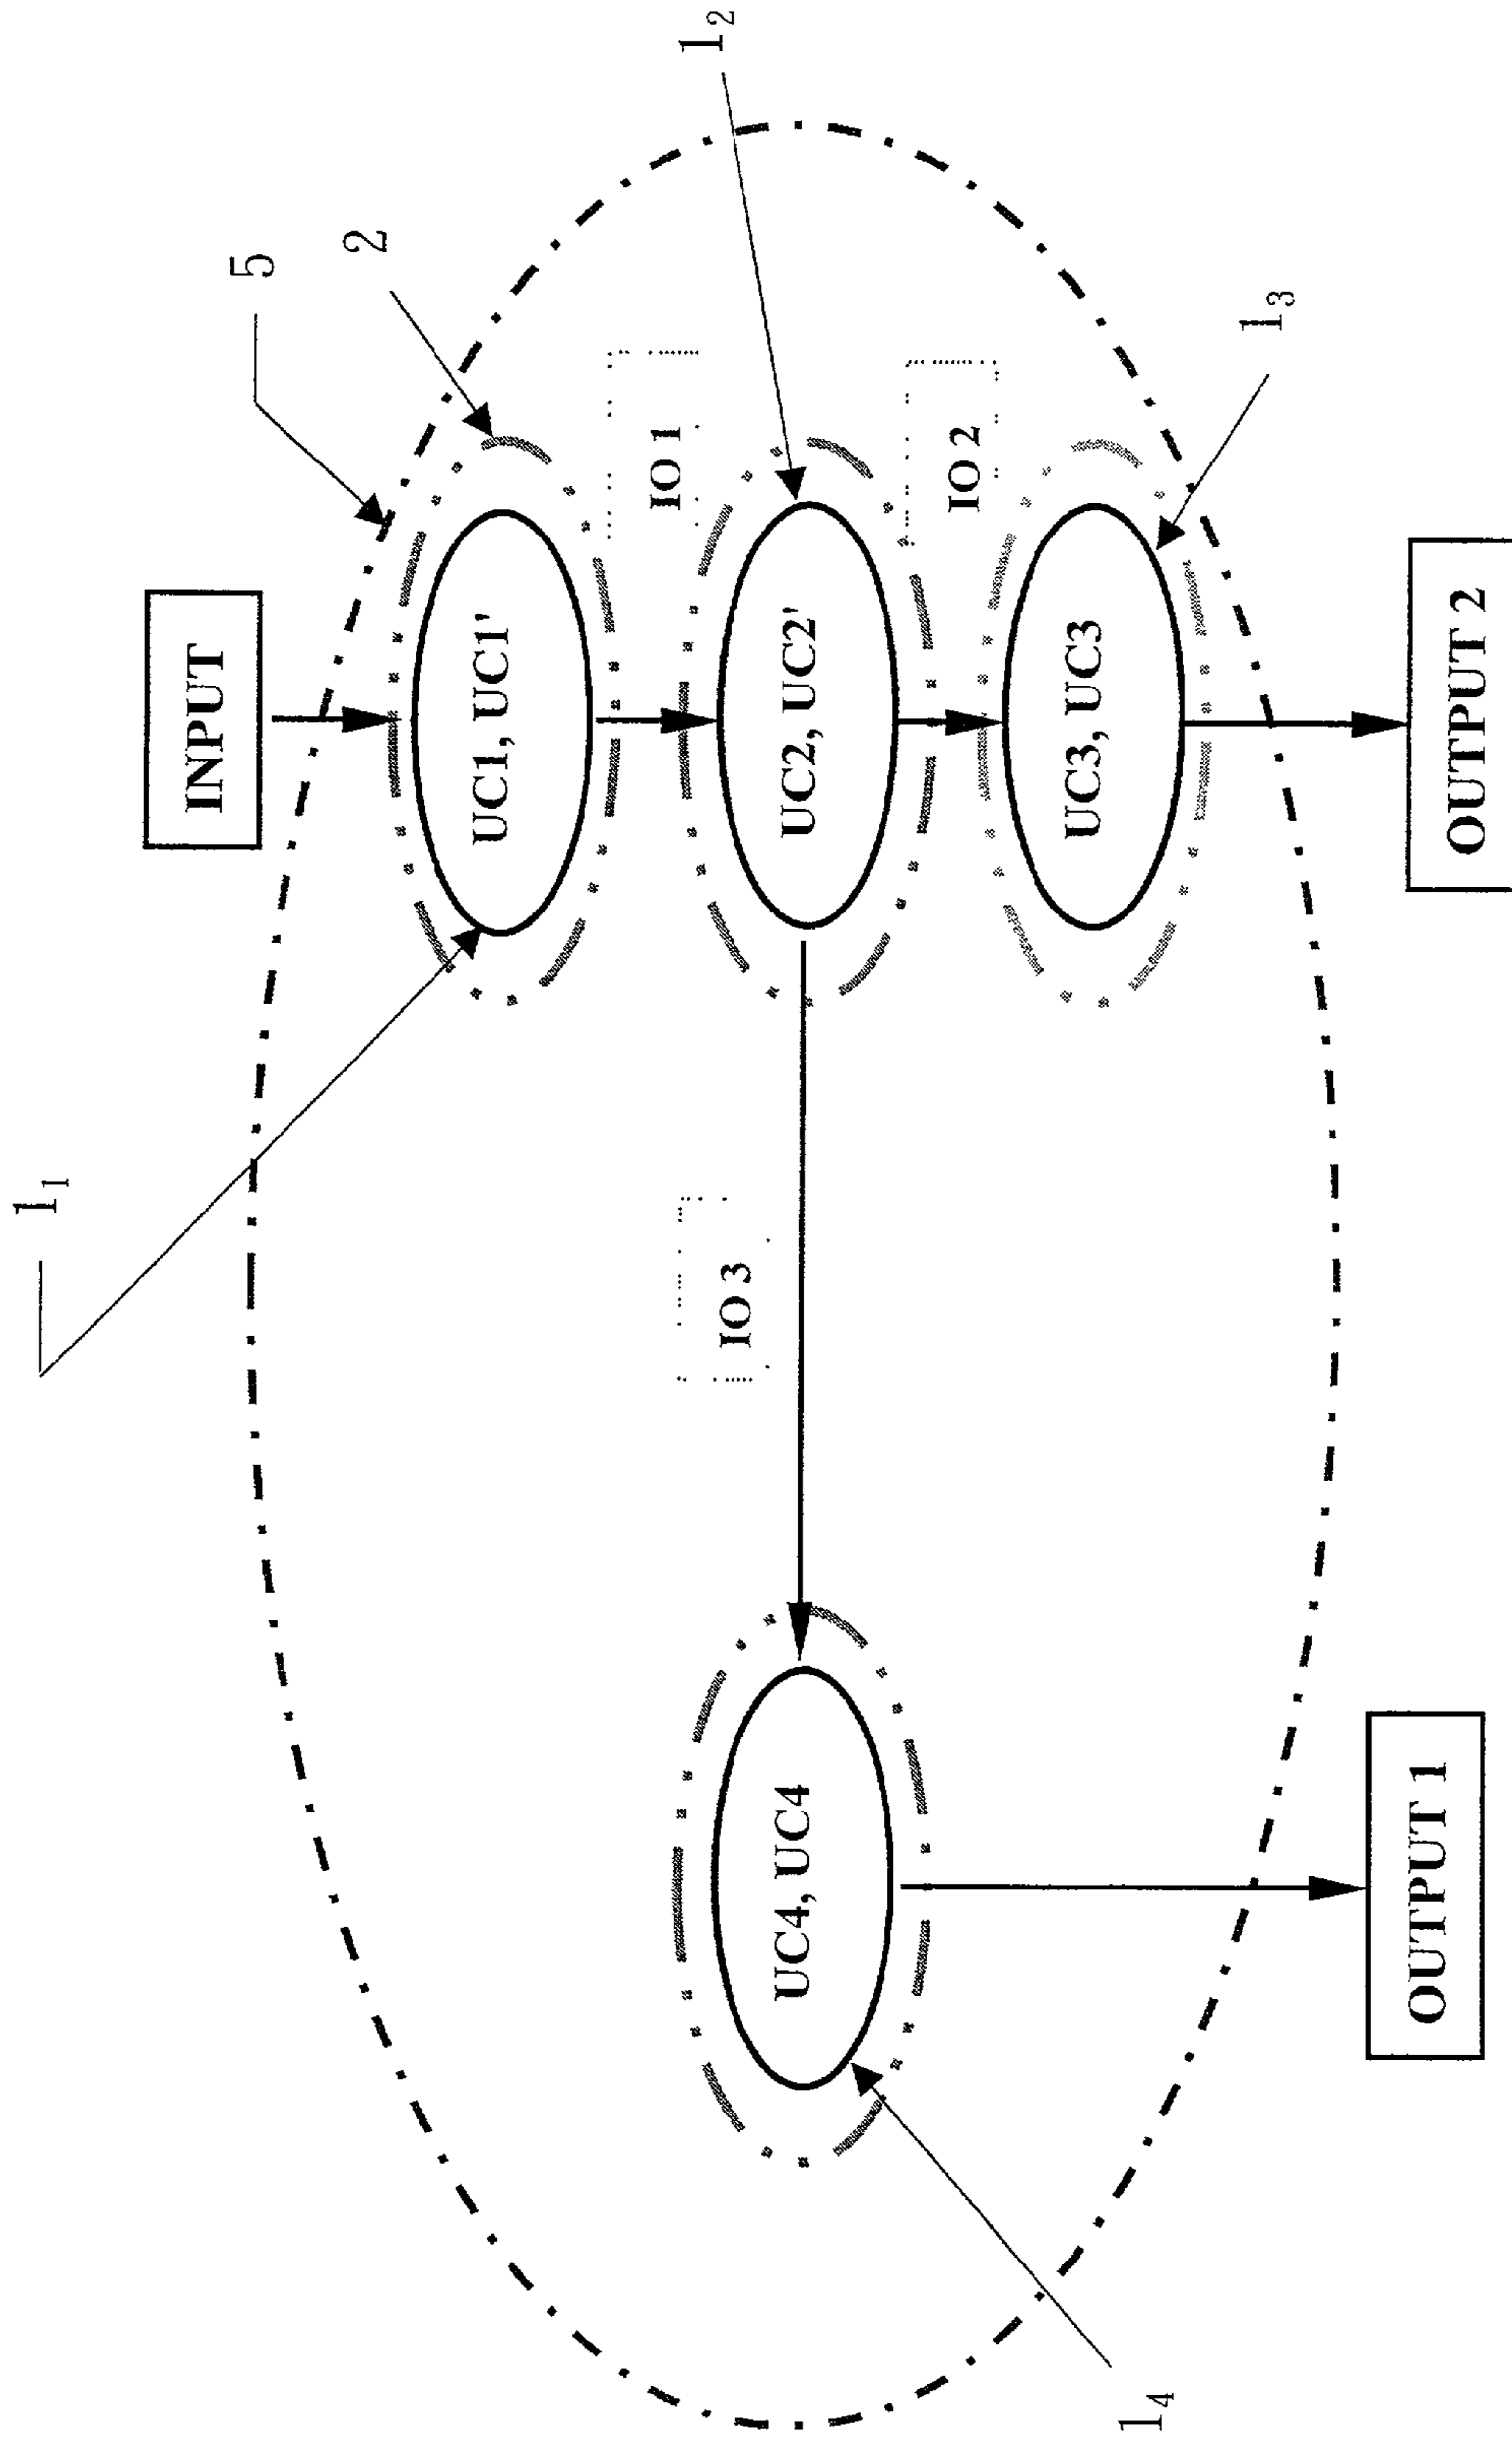 1₁
INPUT
5
2
UC1, UC1'
IO 1
1₂
IO 3
UC4, UC4
UC2, UC2'
IO 2
UC3, UC3
1₄
1₃
OUTPUT 1
OUTPUT 2